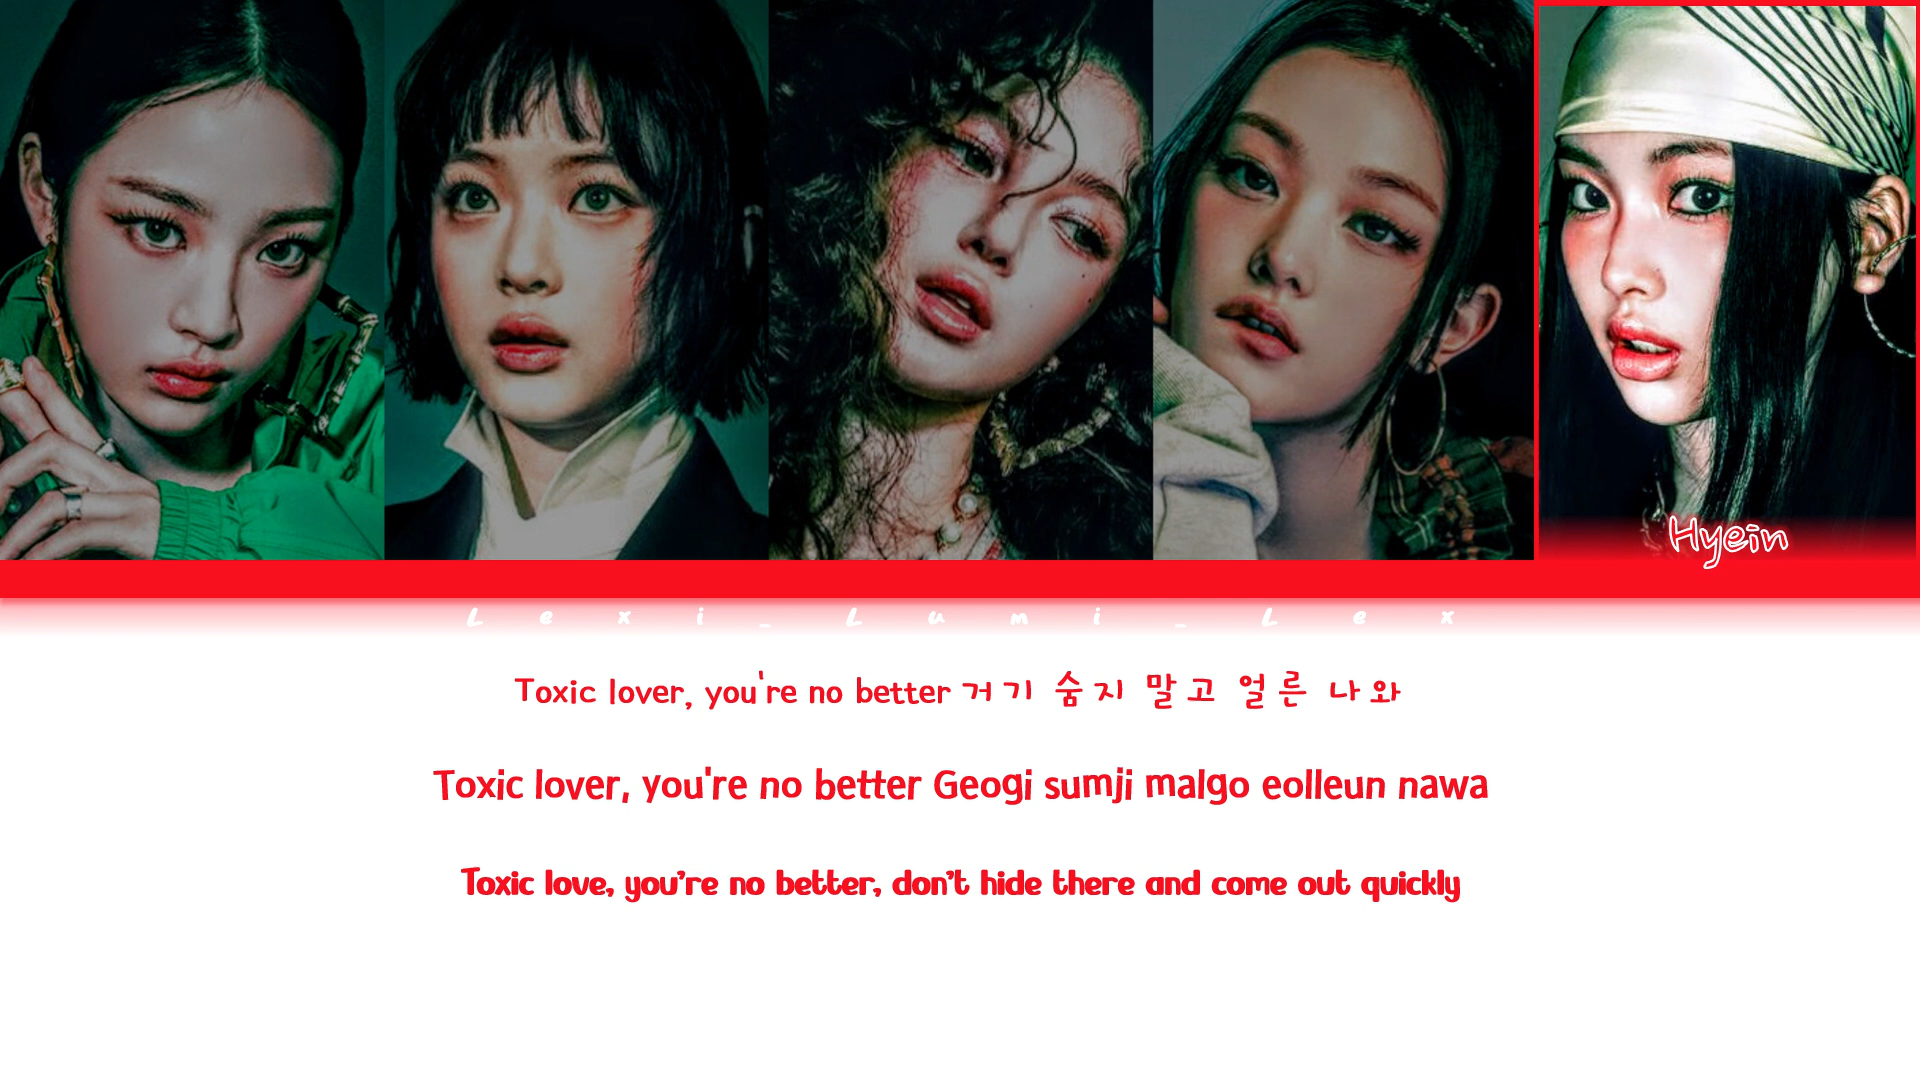 Hyein
Lexi_Lumi_Lex
Toxic lover, you're no better 거기 숨지 말고 얼른 나와
Toxic lover, you're no better Geogi sumji malgo eolleun nawa
Toxic love, you're no better, don't hide there and come out quickly